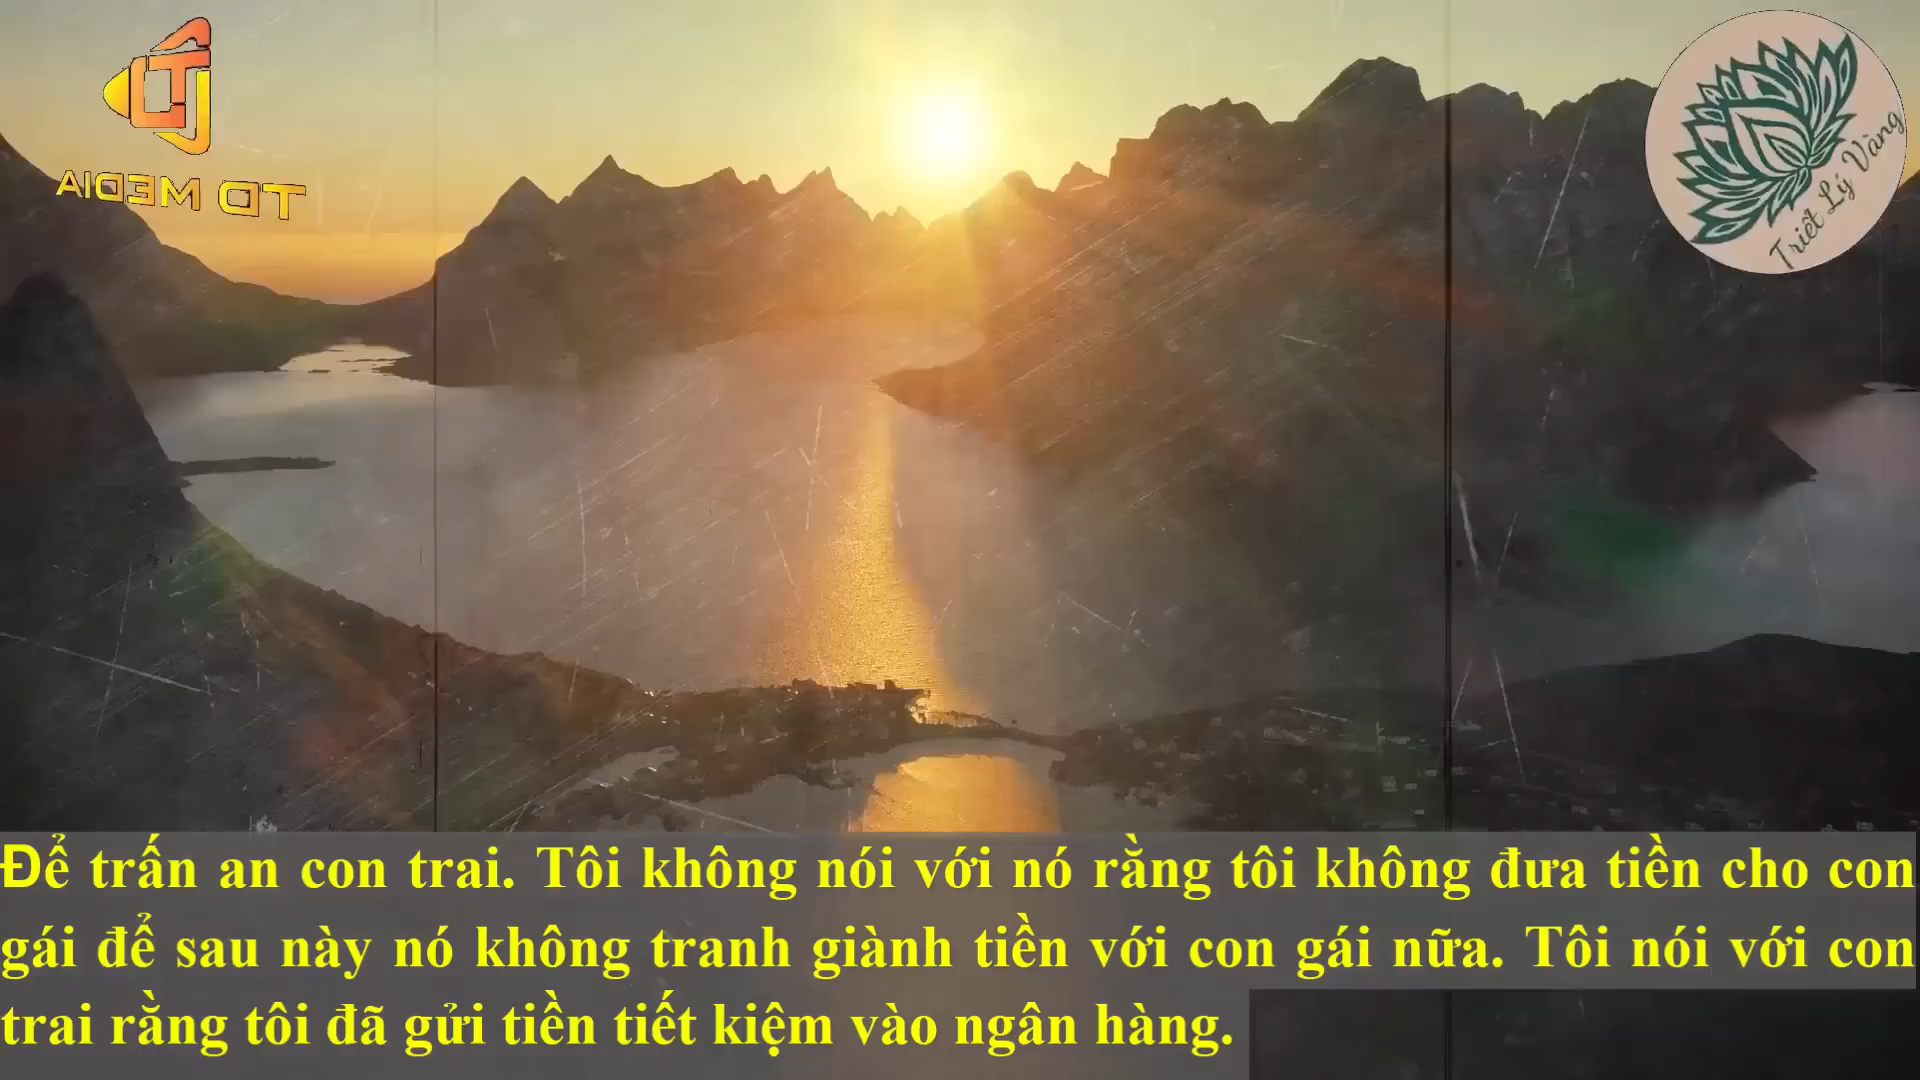 TD MEDIA
Triết Lý Vàng
Để trấn an con trai. Tôi không nói với nó rằng tôi không đưa tiền cho con
gái để sau này nó không tranh giành tiền với con gái nữa. Tôi nói với con
trai rằng tôi đã gửi tiền tiết kiệm vào ngân hàng.